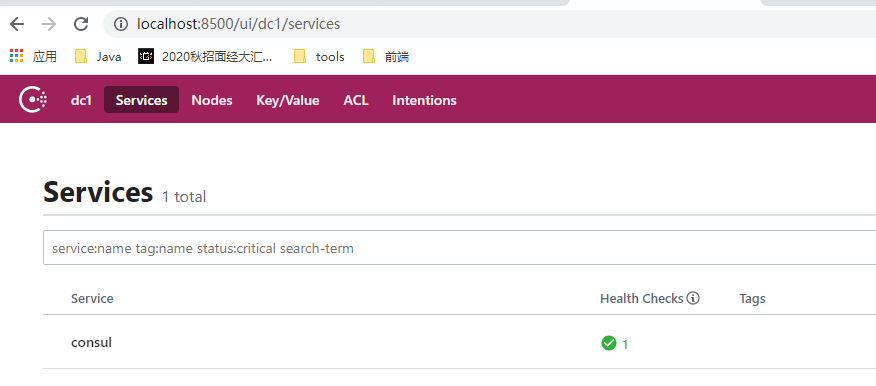 localhost:8500/ui/dc1/services
应用 Java 2020秋招面经大汇... tools 前端
dc1 Services Nodes Key/Value ACL Intentions
Services 1 total
service:name tag:name status:critical search-term
Service Health Checks Tags
consul 1